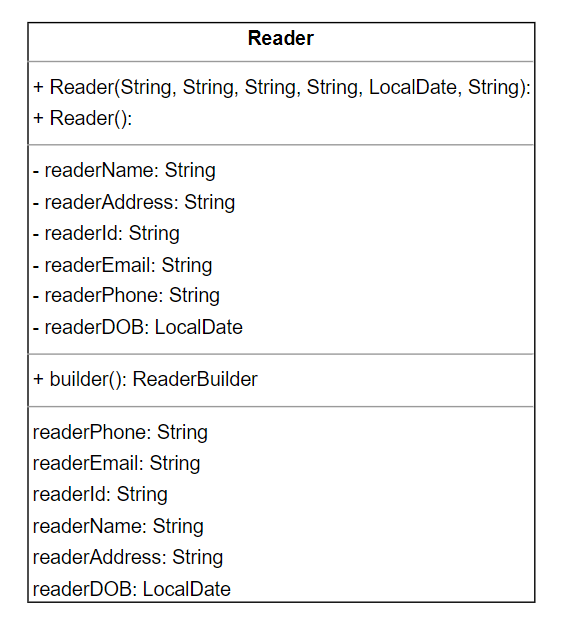 Reader
+ Reader(String, String, String, String, LocalDate, String):
+ Reader():
- readerName: String
- readerAddress: String
- readerId: String
- readerEmail: String
- readerPhone: String
- readerDOB: LocalDate
+ builder(): ReaderBuilder
readerPhone: String
readerEmail: String
readerId: String
readerName: String
readerAddress: String
readerDOB: LocalDate